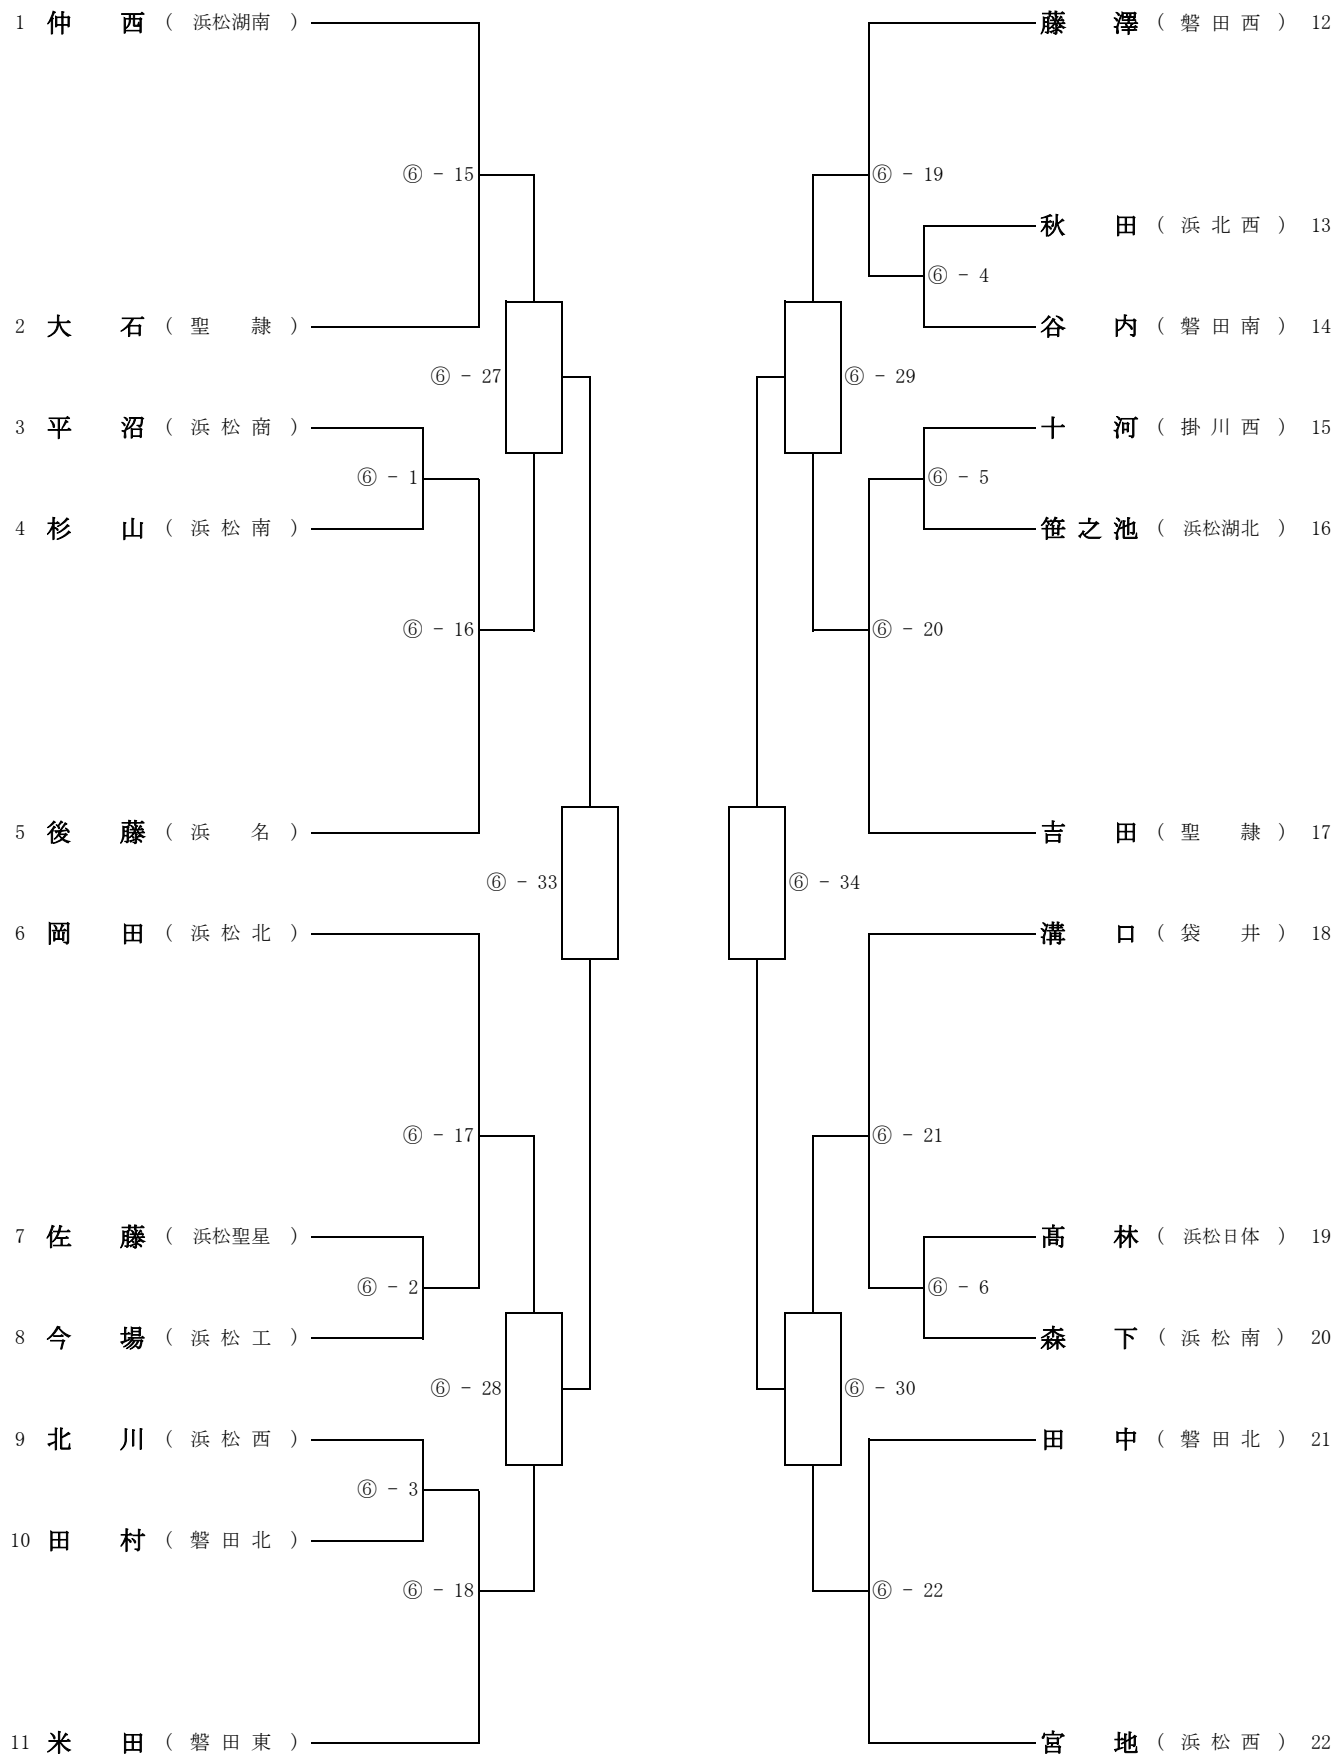 1 仲 西 ( 浜松湖南 )
⑥ - 15
2 大 石 ( 聖 隷 )
⑥ - 27
3 平 沼 ( 浜 松 商 )
⑥ - 1
4 杉 山 ( 浜 松 南 )
⑥ - 16
5 後 藤 ( 浜 名 )
⑥ - 33
6 岡 田 ( 浜 松 北 )
⑥ - 17
7 佐 藤 ( 浜松聖星 )
⑥ - 2
8 今 場 ( 浜 松 工 )
⑥ - 28
9 北 川 ( 浜 松 西 )
⑥ - 3
10 田 村 ( 磐 田 北 )
⑥ - 18
11 米 田 ( 磐 田 東 )
藤 澤 ( 磐 田 西 ) 12
⑥ - 19
秋 田 ( 浜 北 西 ) 13
⑥ - 4
谷 内 ( 磐 田 南 ) 14
⑥ - 29
十 河 ( 掛 川 西 ) 15
⑥ - 5
笹 之 池 ( 浜松湖北 ) 16
⑥ - 20
吉 田 ( 聖 隷 ) 17
⑥ - 34
溝 口 ( 袋 井 ) 18
⑥ - 21
髙 林 ( 浜松日体 ) 19
⑥ - 6
森 下 ( 浜 松 南 ) 20
⑥ - 30
田 中 ( 磐 田 北 ) 21
⑥ - 22
宮 地 ( 浜 松 西 ) 22